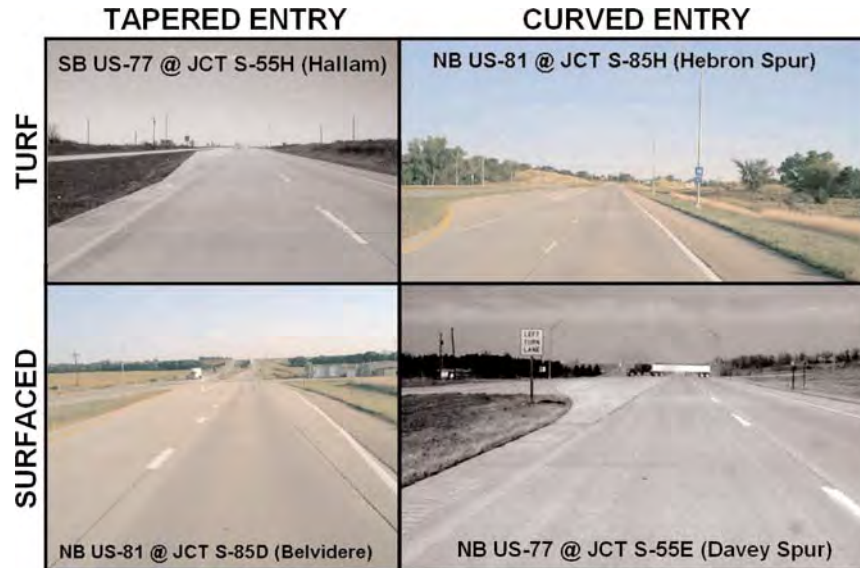 TAPERED ENTRY
CURVED ENTRY
TURF
SB US-77 @ JCT S-55H (Hallam)
NB US-81 @ JCT S-85H (Hebron Spur)
SURFACED
NB US-81 @ JCT S-85D (Belvidere)
LEFT
TURN
LANE
NB US-77 @ JCT S-55E (Davey Spur)